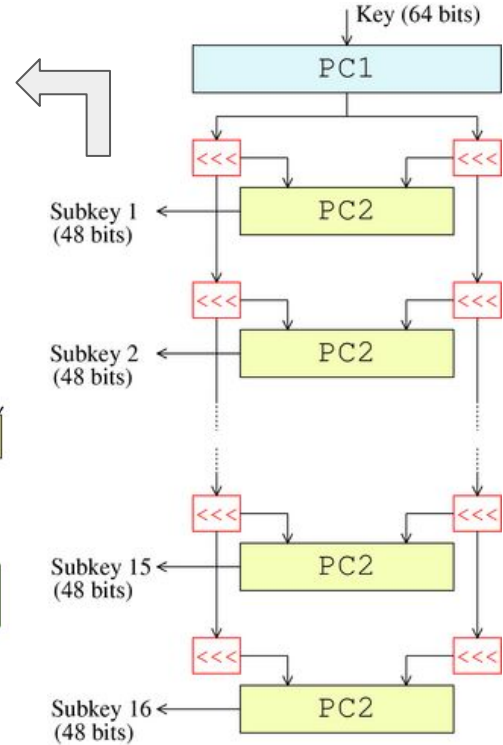 Key (64 bits)
PC1
<<< <<<
Subkey 1
(48 bits)
PC2
<<< <<<
Subkey 2
(48 bits)
PC2
<<< <<<
Subkey 15
(48 bits)
PC2
<<< <<<
Subkey 16
(48 bits)
PC2